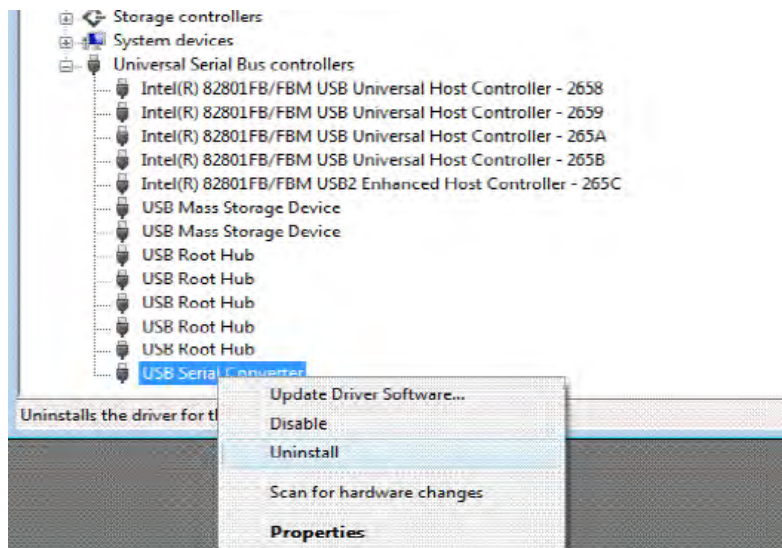 Storage controllers
System devices
Universal Serial Bus controllers
Intel(R) 82801FB/FBM USB Universal Host Controller - 2658
Intel(R) 82801FB/FBM USB Universal Host Controller - 2659
Intel(R) 82801FB/FBM USB Universal Host Controller - 265A
Intel(R) 82801FB/FBM USB Universal Host Controller - 265B
Intel(R) 82801FB/FBM USB2 Enhanced Host Controller - 265C
USB Mass Storage Device
USB Mass Storage Device
USB Root Hub
USB Root Hub
USB Root Hub
USB Root Hub
USB Root Hub
USB Serial Converter
Update Driver Software...
Uninstalls the driver for t
Disable
Uninstall
Scan for hardware changes
Properties